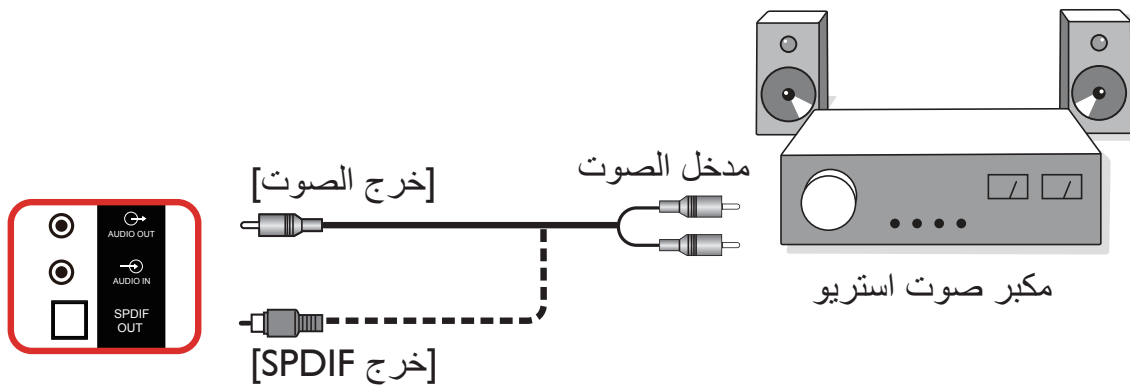 [خرج الصوت]
مدخل الصوت
AUDIO OUT
AUDIO IN
SPDIF
OUT
مكبر صوت استريو
[خرج SPDIF]